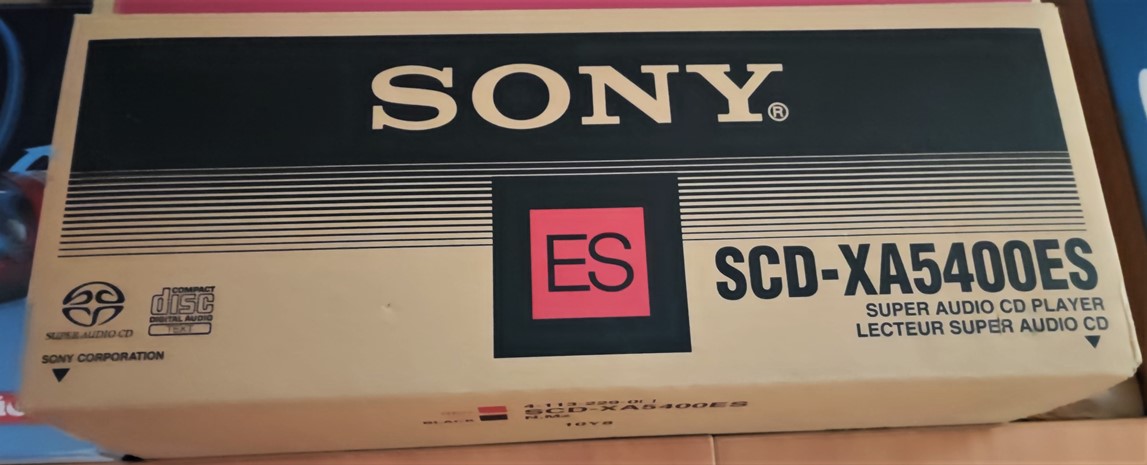 SONY®
ES
SCD-XA5400ES
SUPER AUDIO CD PLAYER
LECTEUR SUPER AUDIO CD
SUPER AUDIO CD
COMPACT
disc
DIGITAL AUDIO
TEXT
SONY CORPORATION
SCD-XA5400ES
BLACK